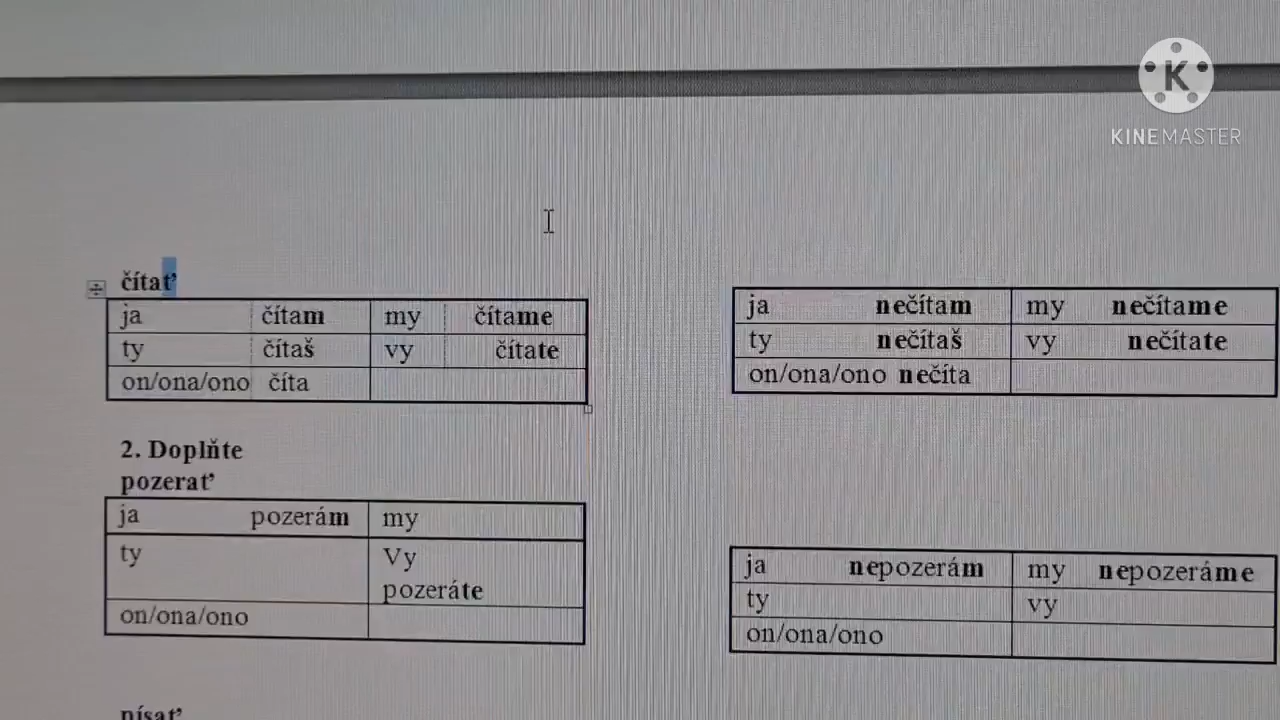 KINEMASTER
čítať
ja čítam my čítame
ty čítaš vy čítate
on/ona/ono číta
ja nečítam my nečítame
ty nečítaš vy nečítate
on/ona/ono nečíta
2. Doplňte
pozerať
ja pozerám my
ty Vy
pozeráte
on/ona/ono
ja nepozerám my nepozeráme
ty vy
on/ona/ono
písať